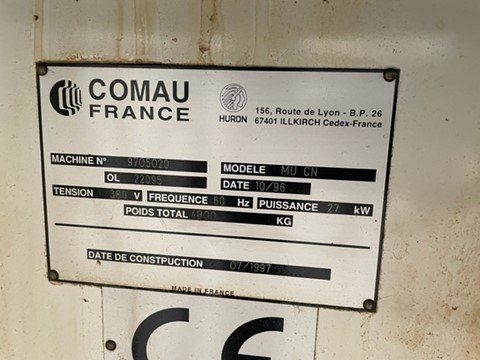 COMAU
FRANCE
HURON
156, Route de Lyon - B.P. 26
67401 ILLKIRCH Cedex-France
MACHINE N° 9705020 MODELE MU CN
OL 22095 DATE 10/96
TENSION 380 V FREQUENCE 60 Hz PUISSANCE 27 kW
POIDS TOTAL KG
DATE DE CONSTPUCTION 07/1997
MADE IN FRANCE
CE